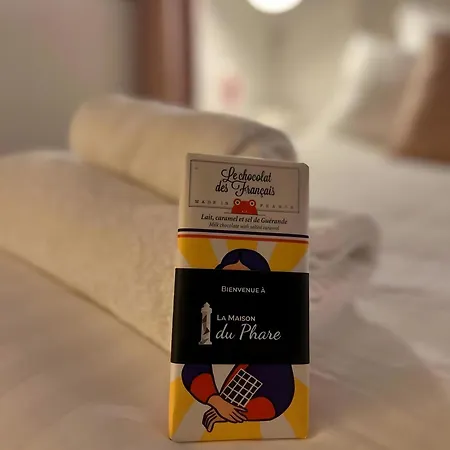 Le chocolat
des Français
MADE IN FRANCE
Lait, caramel et sel de Guérande
Milk chocolate with salted caramel
BIENVENUE À
LA MAISON
du Phare